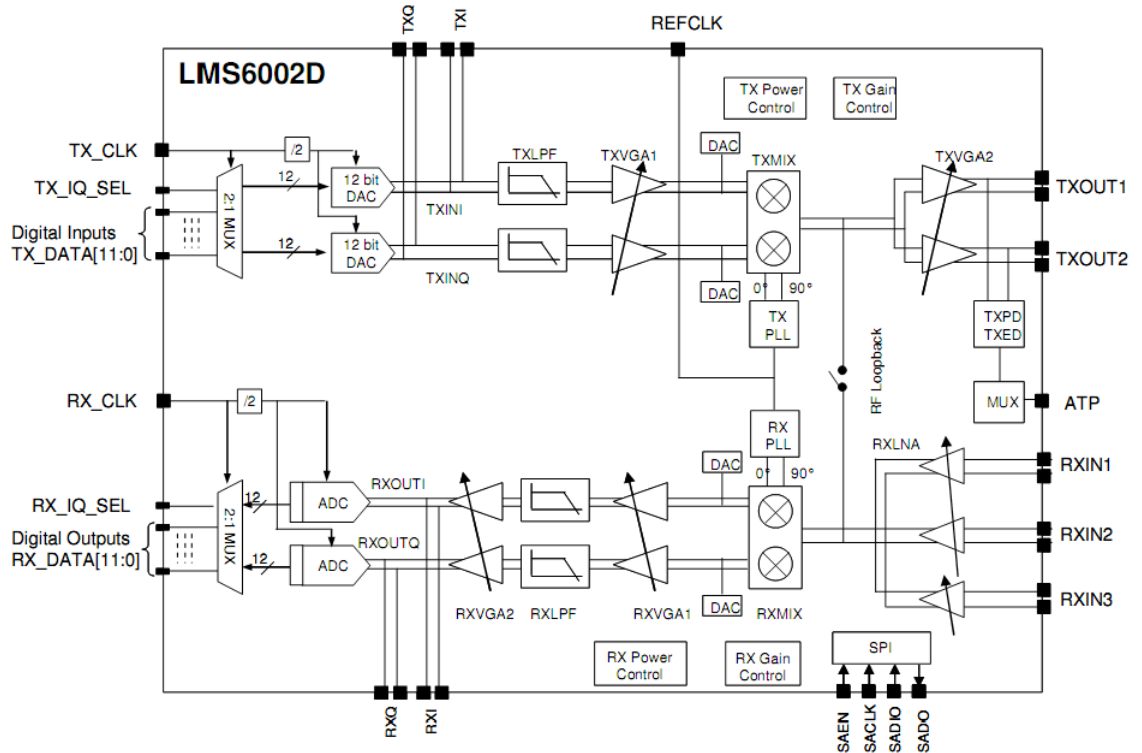 TXQ
TXI
REFCLK
LMS6002D
TX Power
Control
TX Gain
Control
TX_CLK
/2
DAC
TXLPF
TXVGA1
TXMIX
TXVGA2
TX_IQ_SEL
2:1 MUX
12
12 bit
DAC
TXINI
TXOUT1
Digital Inputs
TX_DATA[11:0]
12
12 bit
DAC
TXINQ
TXOUT2
DAC
0°
90°
TX
PLL
TXPD
TXED
RF Loopback
RX_CLK
/2
MUX
ATP
RX
PLL
RXLNA
DAC
0°
90°
RXIN1
RX_IQ_SEL
2:1 MUX
12
ADC
RXOUTI
Digital Outputs
RX_DATA[11:0]
12
ADC
RXOUTQ
RXIN2
DAC
RXVGA2
RXLPF
RXVGA1
RXMIX
RXIN3
RX Power
Control
RX Gain
Control
SPI
RXQ
RXI
SAEN
SACLK
SADIO
SADO